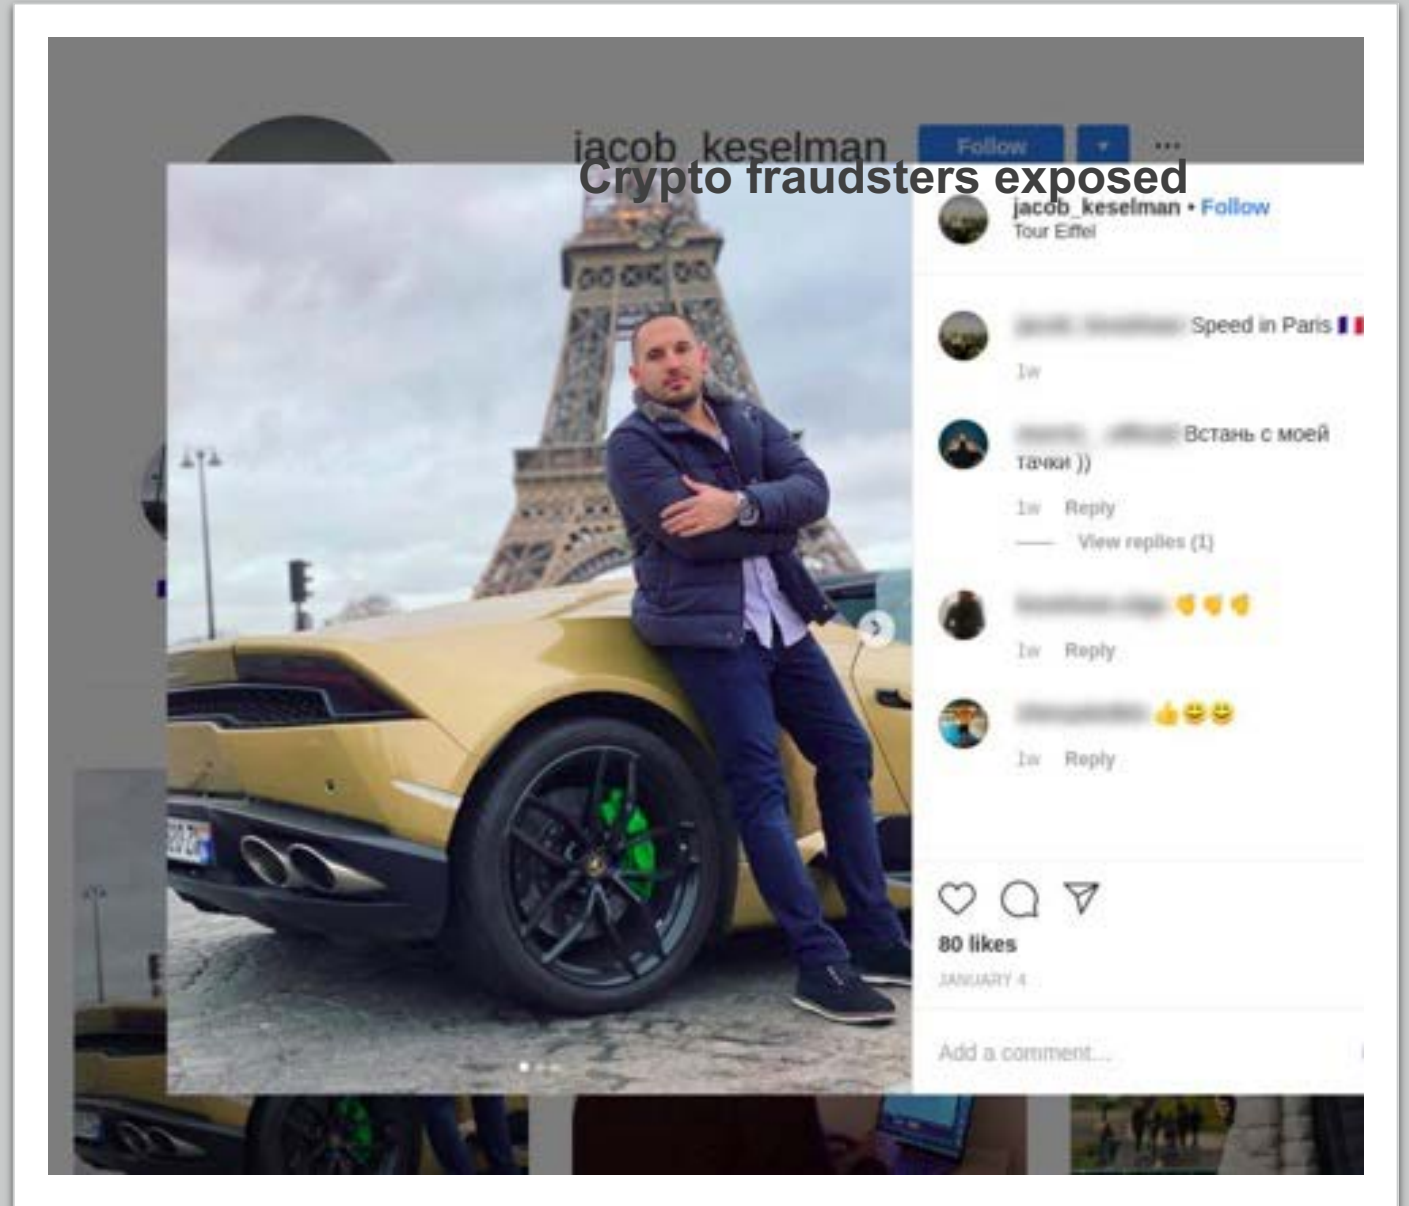 jacob_keselman Follow
Crypto fraudsters exposed
jacob_keselman • Follow
Tour Eiffel
Speed in Paris
1w
Встань с моей
тачки ))
1w Reply
View replies (1)
1w Reply
1w Reply
80 likes
JANUARY 4
Add a comment...